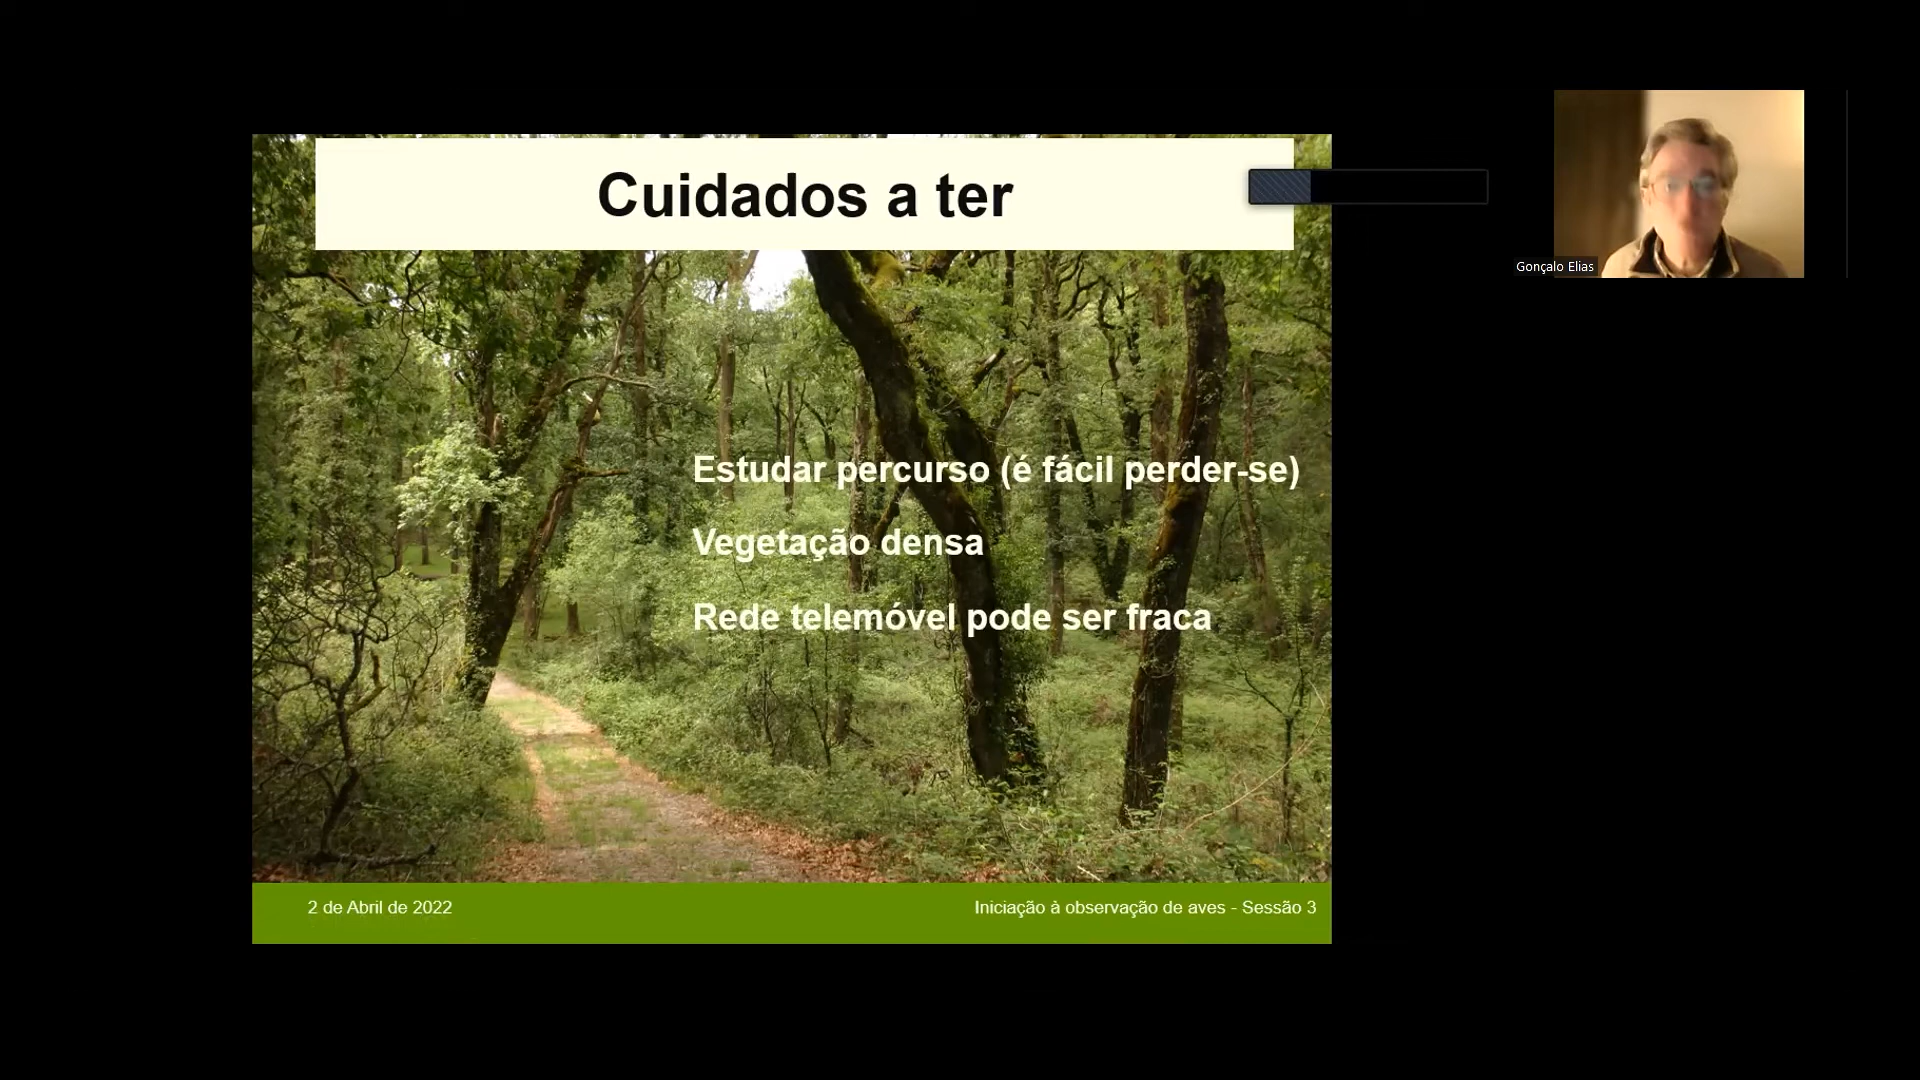 Cuidados a ter
Gonçalo Elias
Estudar percurso (é fácil perder-se)
Vegetação densa
Rede telemóvel pode ser fraca
2 de Abril de 2022
Iniciação à observação de aves - Sessão 3